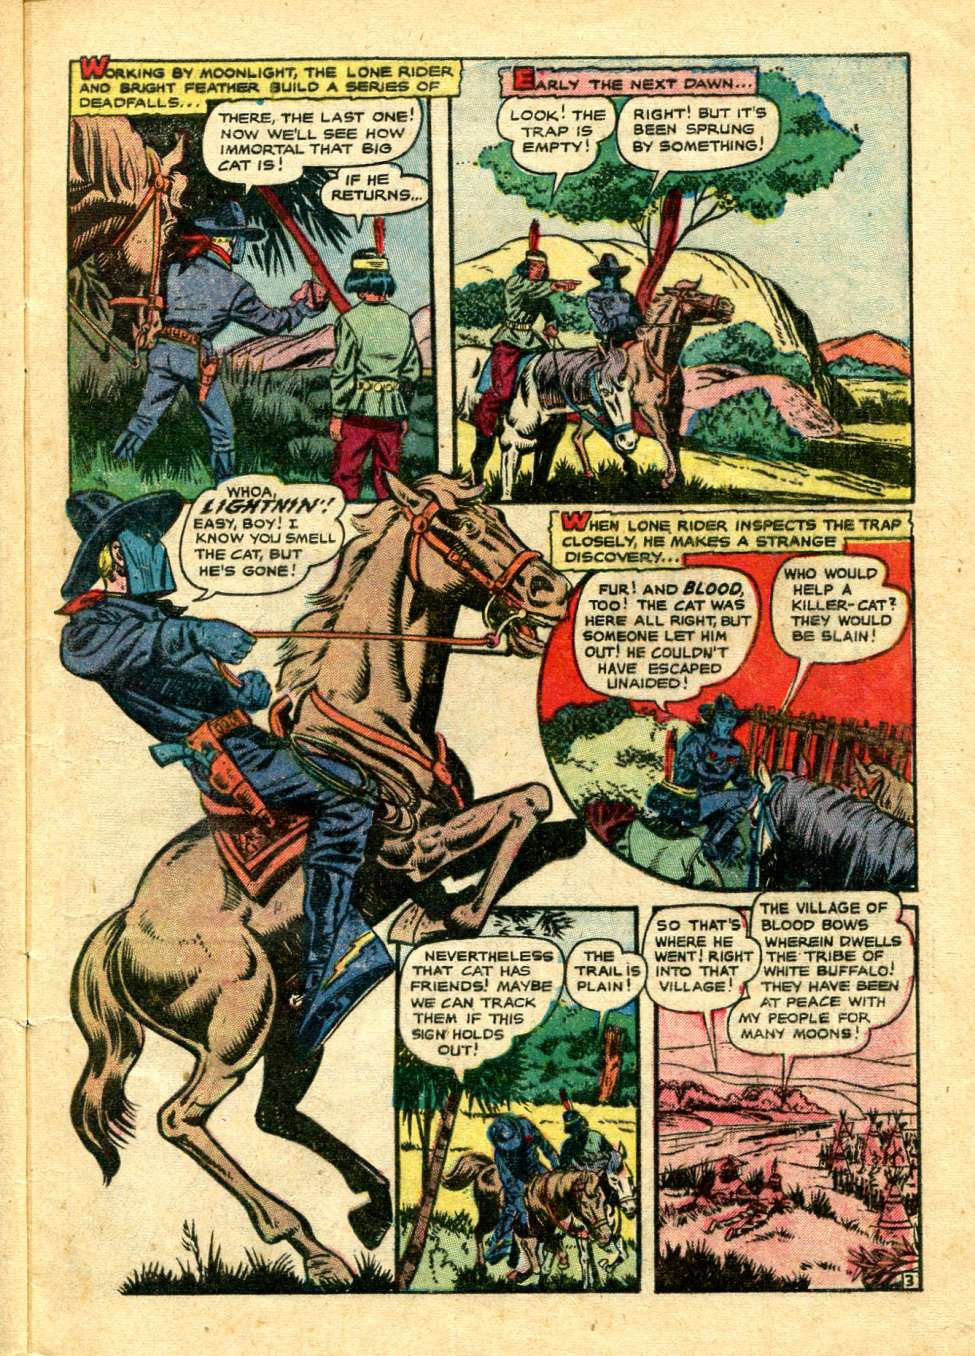 WORKING BY MOONLIGHT, THE LONE RIDER
AND BRIGHT FEATHER BUILD A SERIES OF
DEADFALLS...
THERE, THE LAST ONE!
NOW WE'LL SEE HOW
IMMORTAL THAT BIG
CAT IS!
IF HE
RETURNS...
EARLY THE NEXT DAWN...
LOOK! THE
TRAP IS
EMPTY!
RIGHT! BUT IT'S
BEEN SPRUNG
BY SOMETHING!
WHOA,
LIGHTNIN'!
EASY, BOY! I
KNOW YOU SMELL
THE CAT, BUT
HE'S GONE!
WHEN LONE RIDER INSPECTS THE TRAP
CLOSELY, HE MAKES A STRANGE
DISCOVERY...
FUR! AND BLOOD,
TOO! THE CAT WAS
HERE ALL RIGHT, BUT
SOMEONE LET HIM
OUT! HE COULDN'T
HAVE ESCAPED
UNAIDED!
WHO WOULD
HELP A
KILLER-CAT?
THEY WOULD
BE SLAIN!
NEVERTHELESS
THAT CAT HAS
FRIENDS! MAYBE
WE CAN TRACK
THEM IF THIS
SIGN HOLDS
OUT!
THE
TRAIL IS
PLAIN!
SO THAT'S
WHERE HE
WENT! RIGHT
INTO THAT
VILLAGE!
THE VILLAGE OF
BLOOD BOWS
WHEREIN DWELLS
THE TRIBE OF
WHITE BUFFALO!
THEY HAVE BEEN
AT PEACE WITH
MY PEOPLE FOR
MANY MOONS!
3